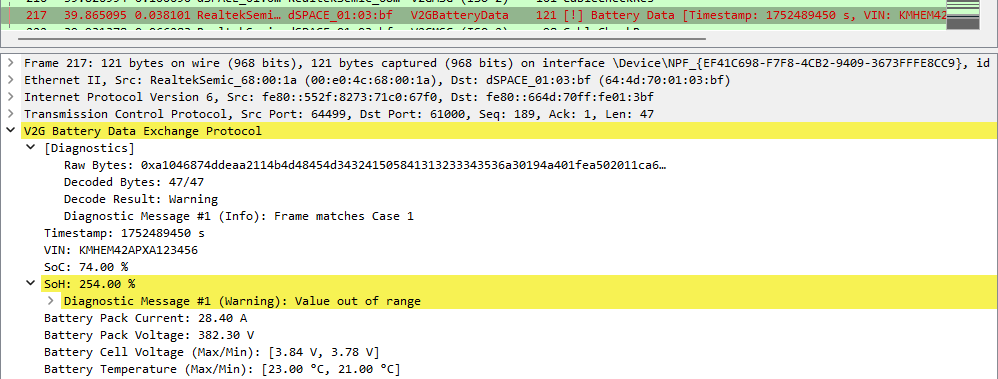 217 39.865095 0.038101 RealtekSemi… dSPACE_01:03:bf V2GBatteryData 121 [!] Battery Data [Timestamp: 1752489450 s, VIN: KMHEM42
Frame 217: 121 bytes on wire (968 bits), 121 bytes captured (968 bits) on interface \Device\NPF_{EF41C698-F7F8-4CB2-9409-3673FFFE8CC9}, id
Ethernet II, Src: RealtekSemic_68:00:1a (00:e0:4c:68:00:1a), Dst: dSPACE_01:03:bf (64:4d:70:01:03:bf)
Internet Protocol Version 6, Src: fe80::552f:8273:71c0:67f0, Dst: fe80::664d:70ff:fe01:3bf
Transmission Control Protocol, Src Port: 64499, Dst Port: 61000, Seq: 189, Ack: 1, Len: 47
V2G Battery Data Exchange Protocol
[Diagnostics]
Raw Bytes: 0xa1046874ddeaa2114b4d48454d343241505841313233343536a30194a401fea502011ca6…
Decoded Bytes: 47/47
Decode Result: Warning
Diagnostic Message #1 (Info): Frame matches Case 1
Timestamp: 1752489450 s
VIN: KMHEM42APXA123456
SoC: 74.00 %
SoH: 254.00 %
Diagnostic Message #1 (Warning): Value out of range
Battery Pack Current: 28.40 A
Battery Pack Voltage: 382.30 V
Battery Cell Voltage (Max/Min): [3.84 V, 3.78 V]
Battery Temperature (Max/Min): [23.00 °C, 21.00 °C]